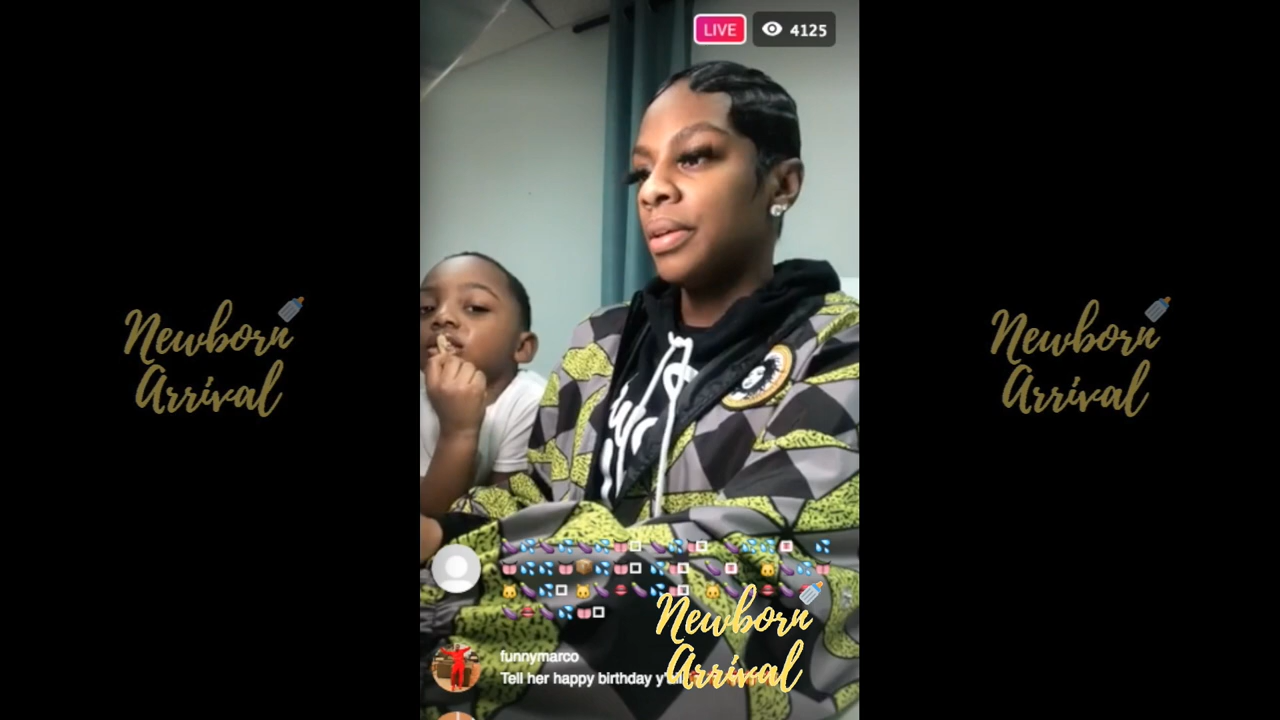 LIVE
4125
Newborn
Arrival
Newborn
Arrival
funnymarco
Tell her happy birthday
Newborn
Arrival